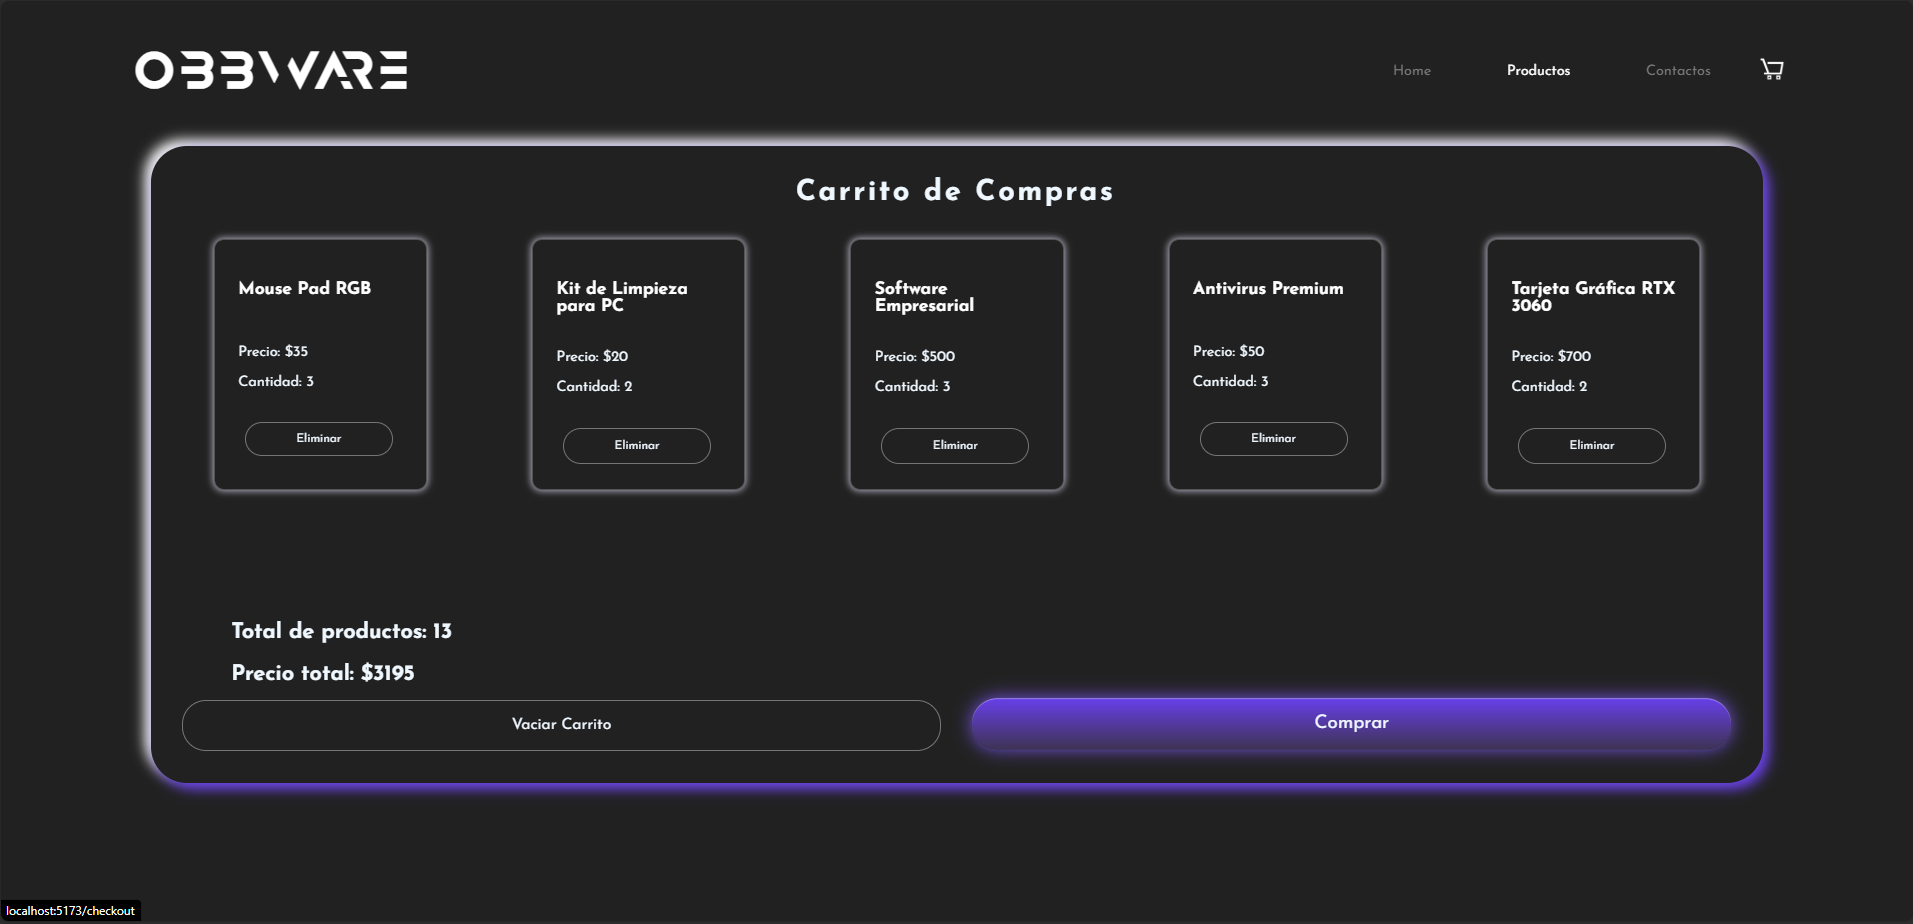 OBBWARE
Home
Productos
Contactos
Carrito de Compras
Mouse Pad RGB
Precio: $35
Cantidad: 3
Eliminar
Kit de Limpieza
para PC
Precio: $20
Cantidad: 2
Eliminar
Software
Empresarial
Precio: $500
Cantidad: 3
Eliminar
Antivirus Premium
Precio: $50
Cantidad: 3
Eliminar
Tarjeta Gráfica RTX
3060
Precio: $700
Cantidad: 2
Eliminar
Total de productos: 13
Precio total: $3195
Vaciar Carrito
Comprar
localhost:5173/checkout